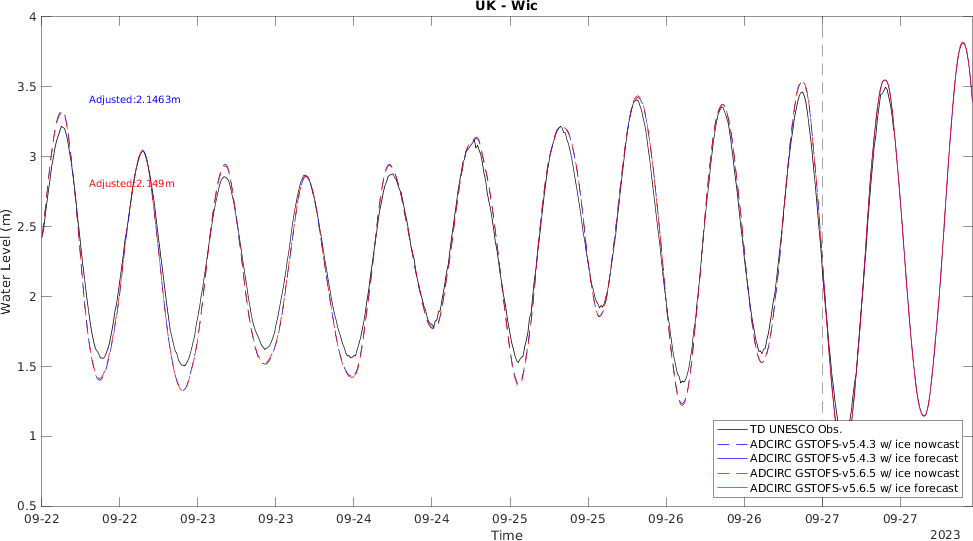 UK - Wic
4
3.5
3
2.5
2
1.5
1
0.5
Water Level (m)
Adjusted:2.1463m
Adjusted:2.149m
TD UNESCO Obs.
ADCIRC GSTOFS-v5.4.3 w/ ice nowcast
ADCIRC GSTOFS-v5.4.3 w/ ice forecast
ADCIRC GSTOFS-v5.6.5 w/ ice nowcast
ADCIRC GSTOFS-v5.6.5 w/ ice forecast
09-22 09-22 09-23 09-23 09-24 09-24 09-25 09-25 09-26 09-26 09-27 09-27
Time
2023